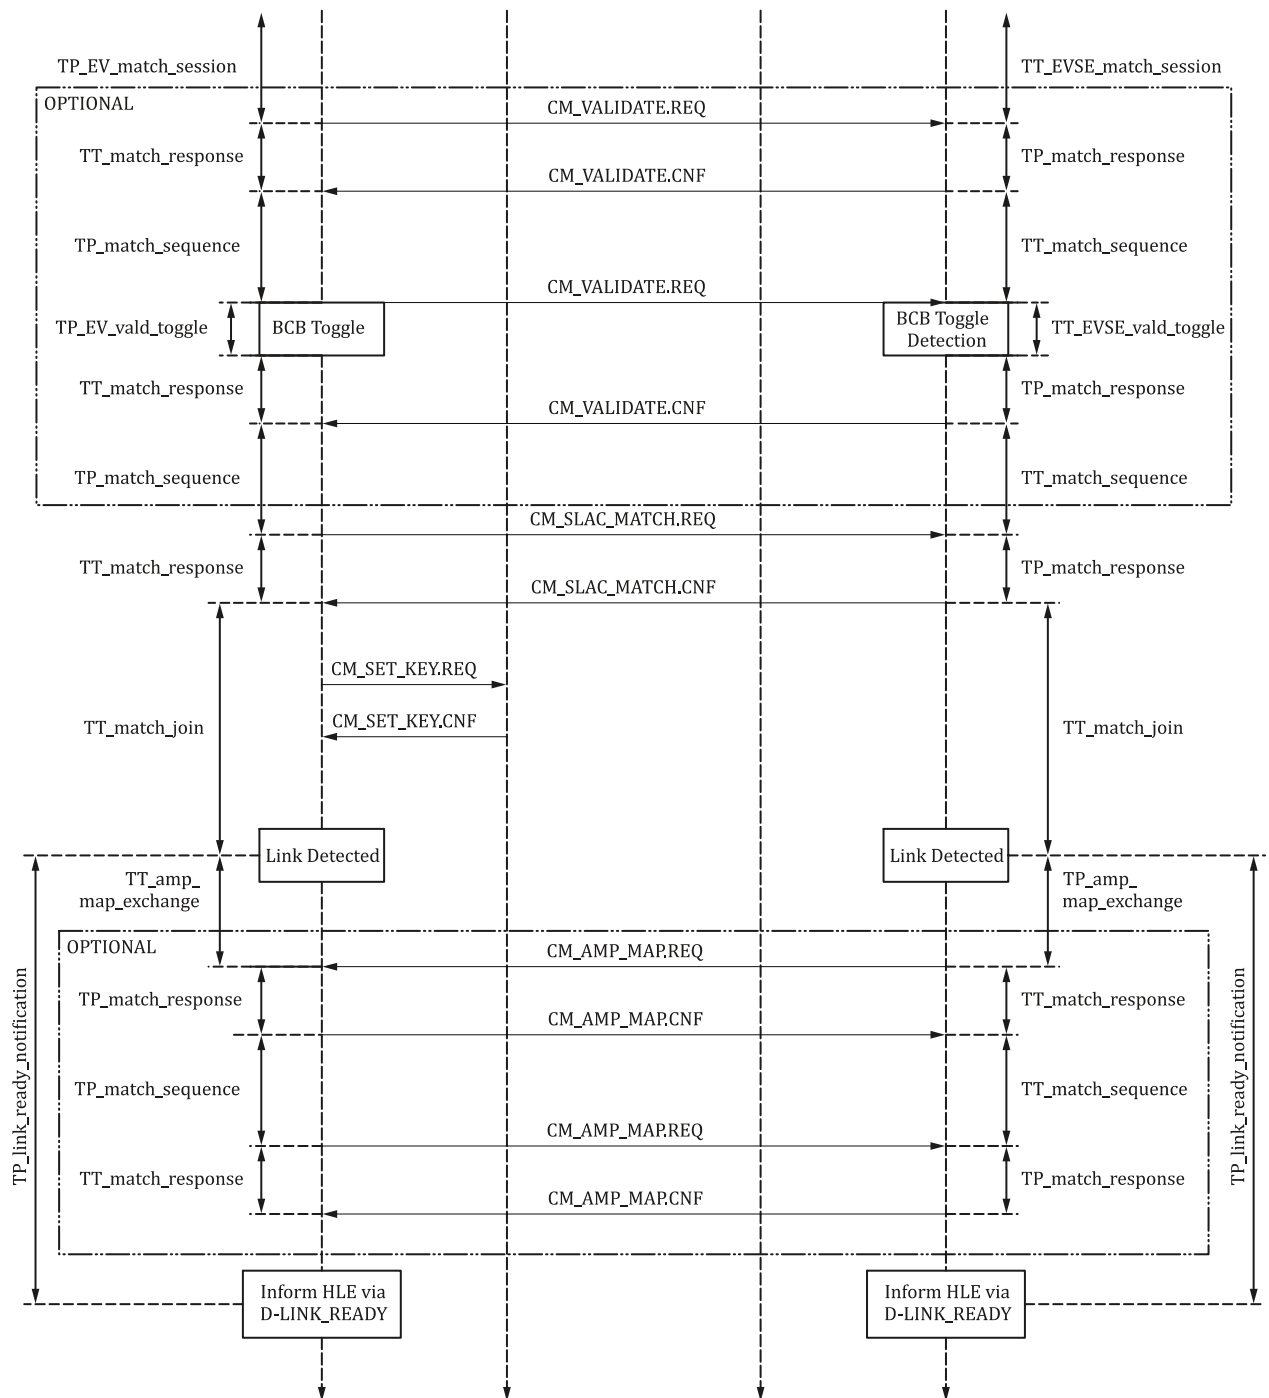 TP_EV_match_session
TT_EVSE_match_session
OPTIONAL
CM_VALIDATE.REQ
TT_match_response
TP_match_response
CM_VALIDATE.CNF
TP_match_sequence
TT_match_sequence
CM_VALIDATE.REQ
TP_EV_vald_toggle
BCB Toggle
BCB Toggle
Detection
TT_EVSE_vald_toggle
TT_match_response
TP_match_response
CM_VALIDATE.CNF
TP_match_sequence
TT_match_sequence
CM_SLAC_MATCH.REQ
TT_match_response
TP_match_response
CM_SLAC_MATCH.CNF
CM_SET_KEY.REQ
CM_SET_KEY.CNF
TT_match_join
TT_match_join
Link Detected
Link Detected
TT_amp_
map_exchange
TP_amp_
map_exchange
OPTIONAL
CM_AMP_MAP.REQ
TP_match_response
TT_match_response
CM_AMP_MAP.CNF
TP_link_ready_notification
TP_link_ready_notification
TP_match_sequence
TT_match_sequence
CM_AMP_MAP.REQ
TT_match_response
TP_match_response
CM_AMP_MAP.CNF
Inform HLE via
D-LINK_READY
Inform HLE via
D-LINK_READY